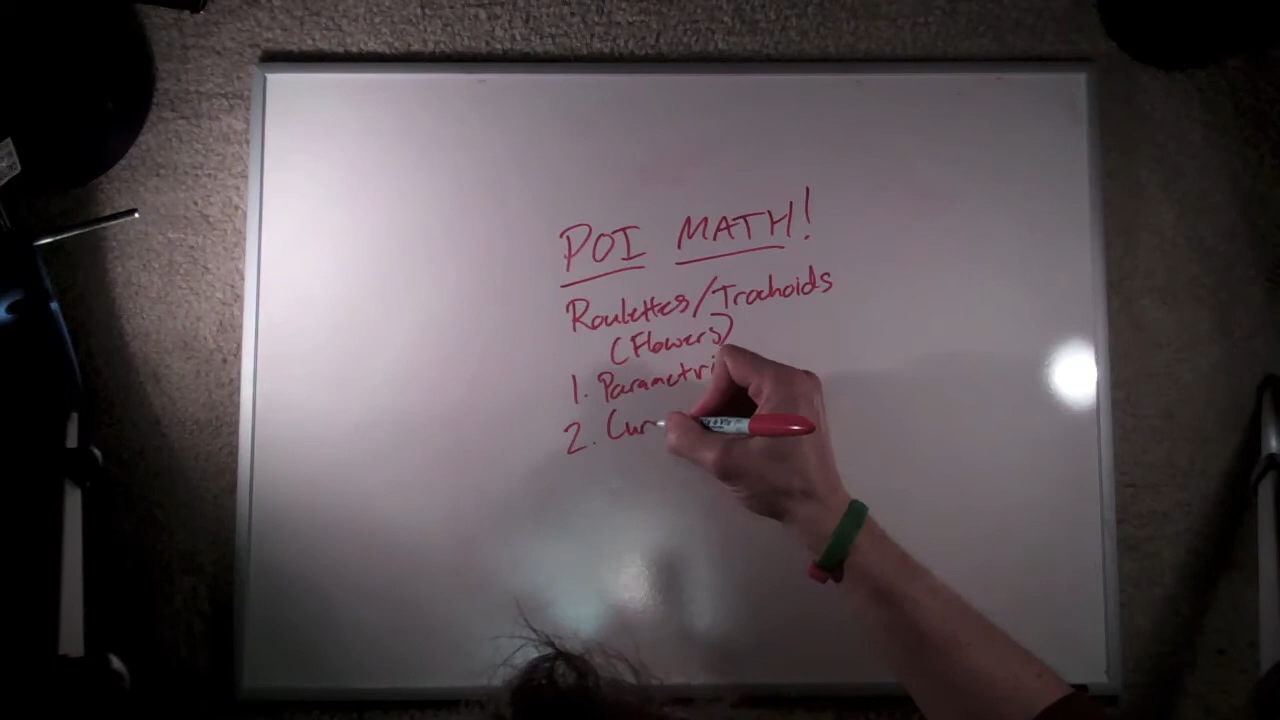 POI MATH!
Roulettes/Trochoids
(Flowers)
1. Parametri
2. Cur